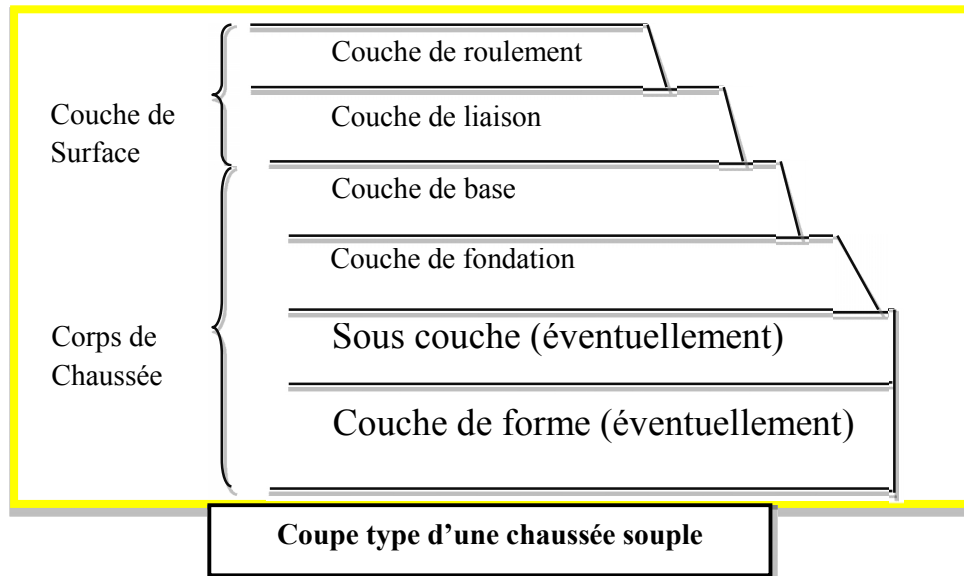 Couche de roulement
Couche de liaison
Couche de
Surface
Couche de base
Couche de fondation
Sous couche (éventuellement)
Corps de
Chaussée
Couche de forme (éventuellement)
Coupe type d’une chaussée souple